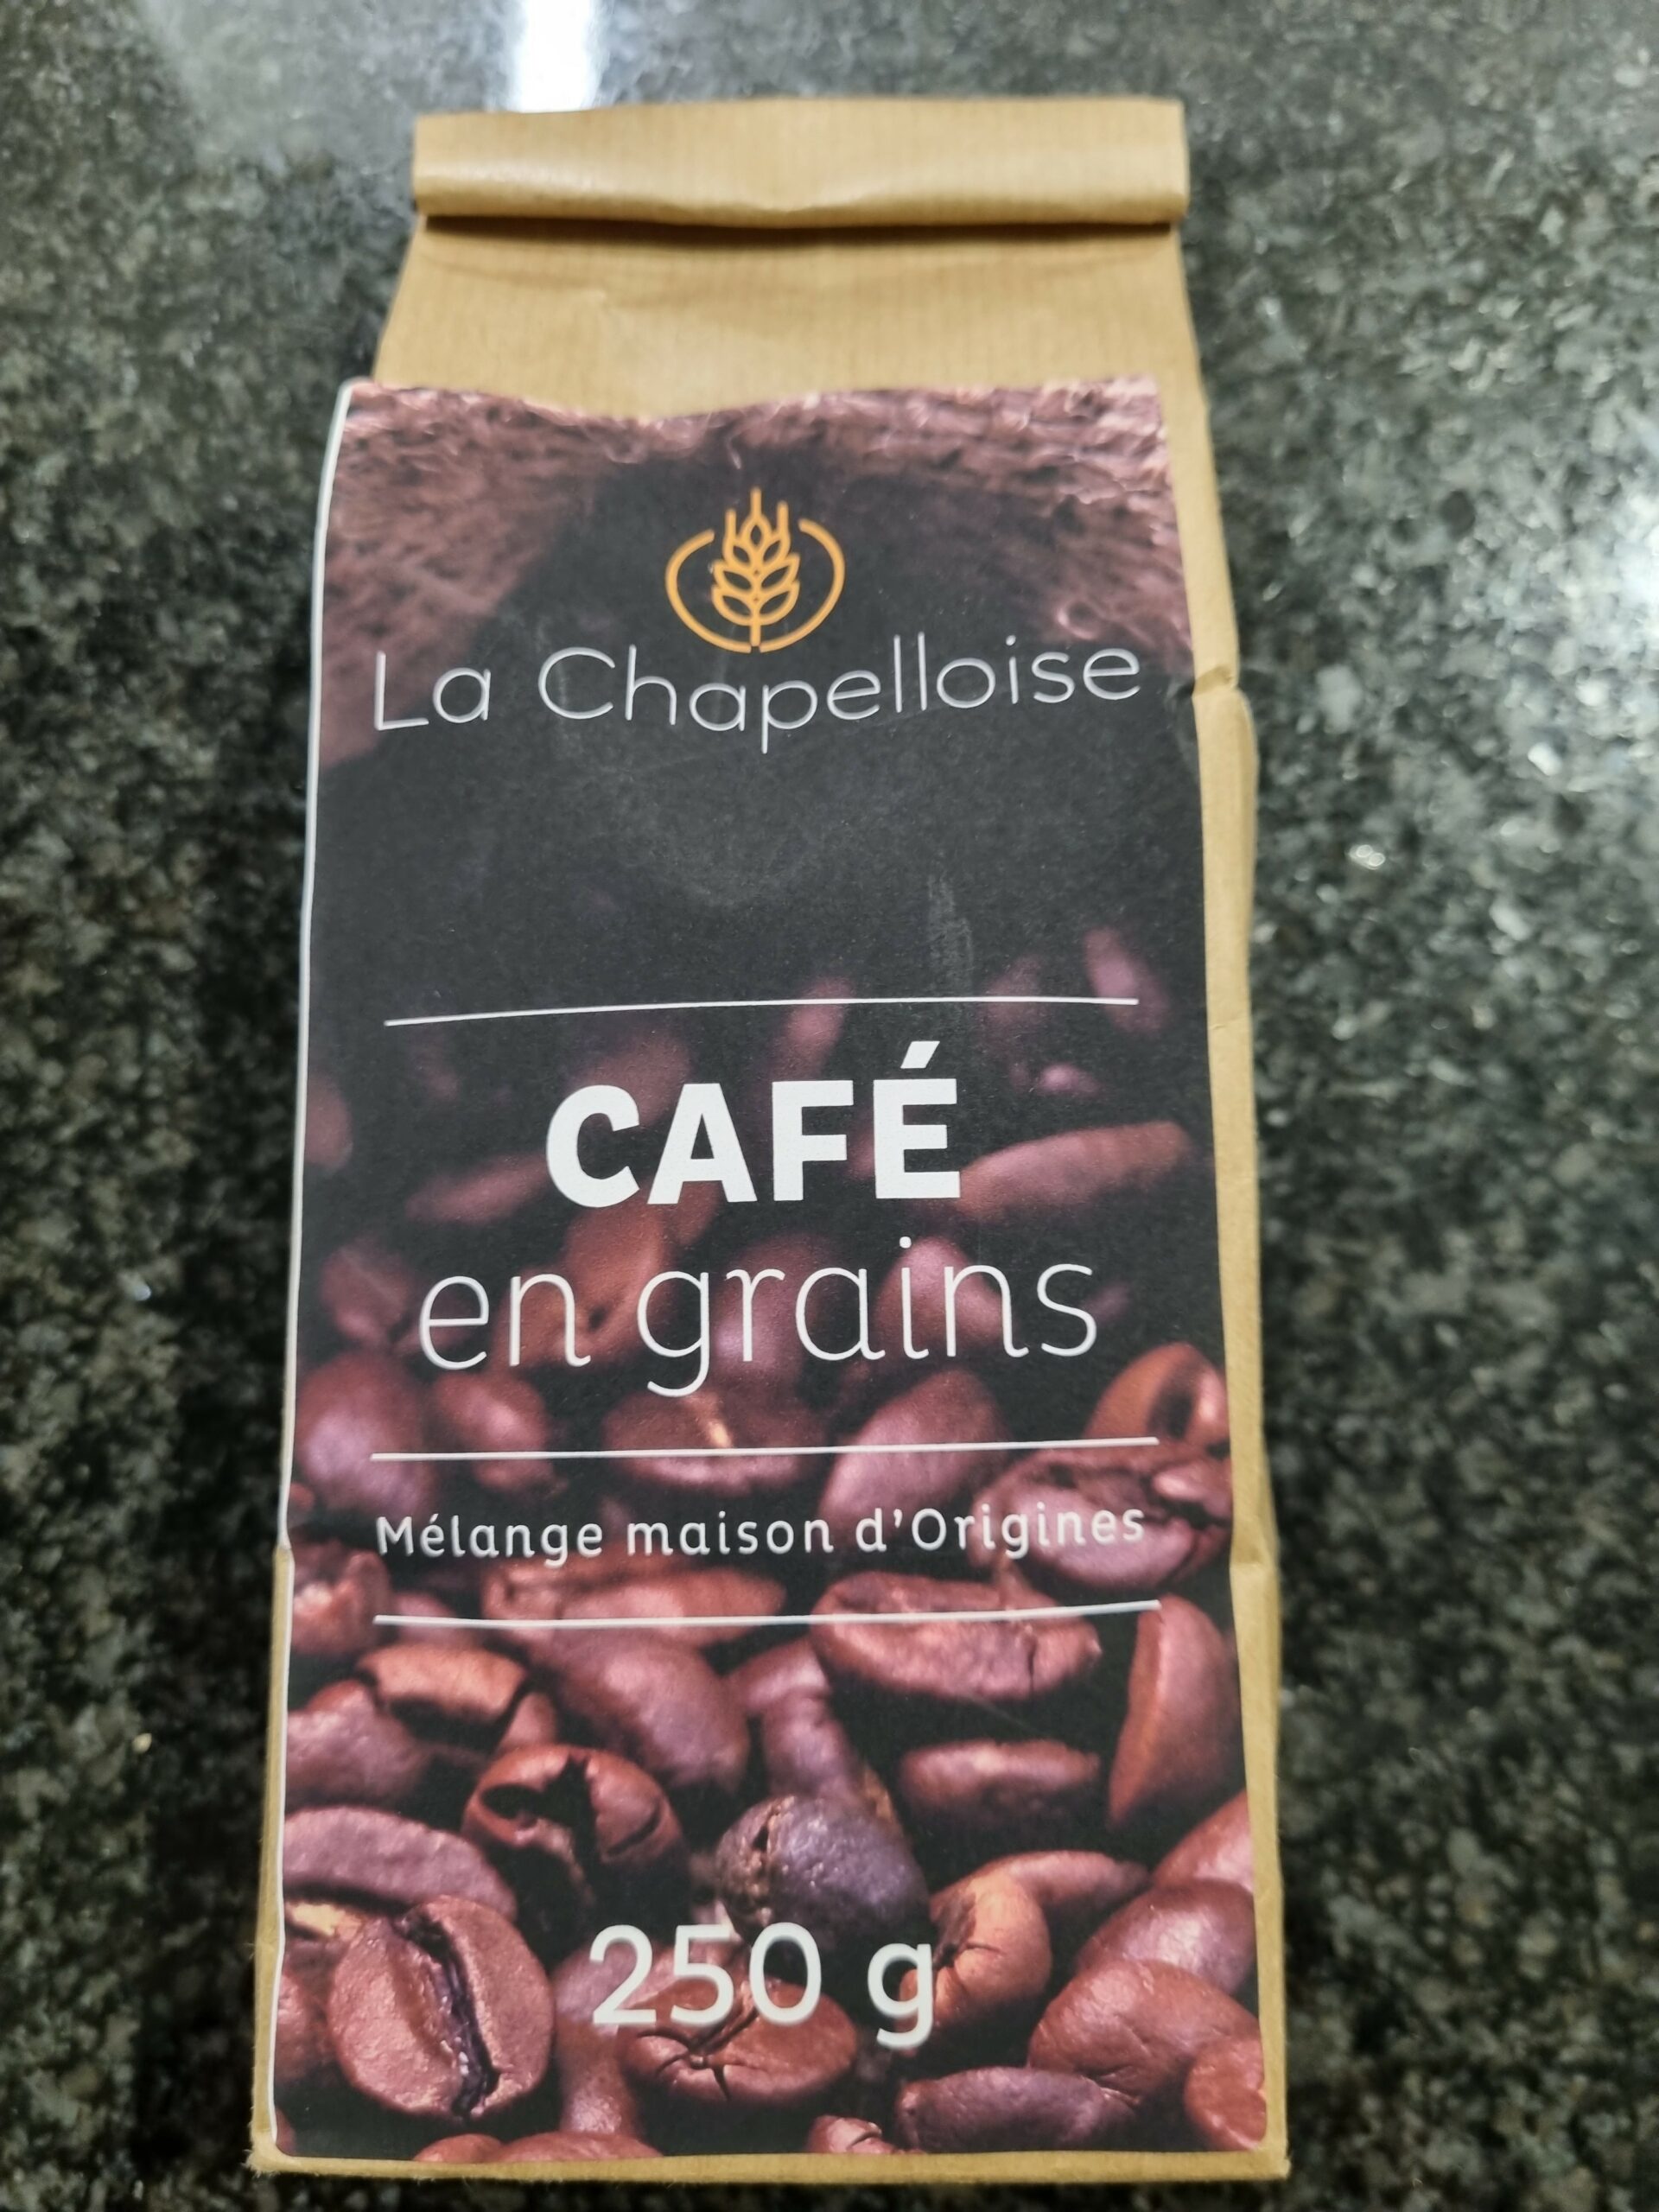 La Chapelloise
CAFÉ
en grains
Mélange maison d'Origines
250 g